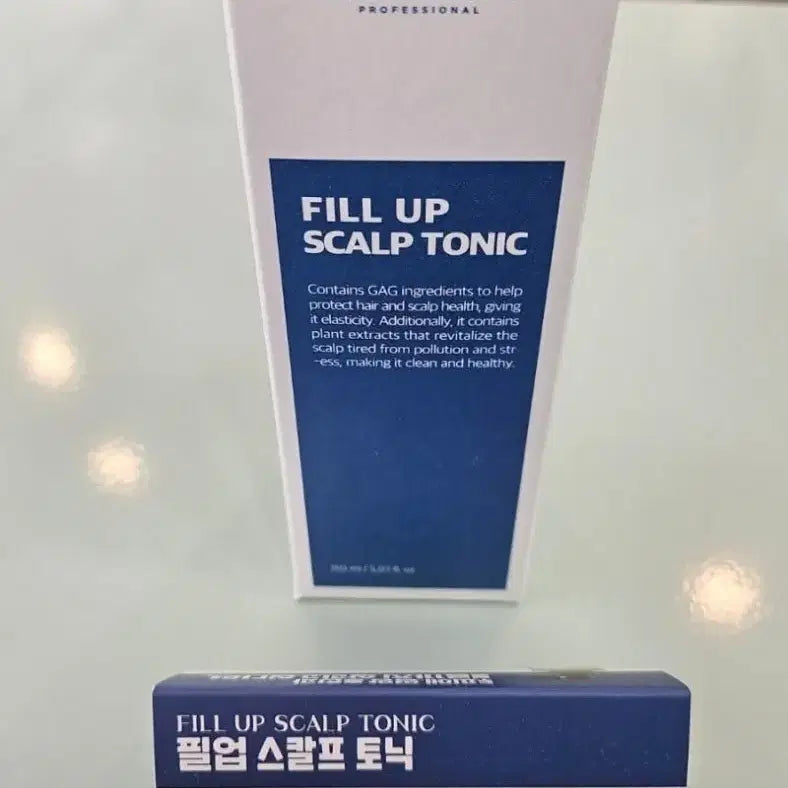 PROFESSIONAL
FILL UP
SCALP TONIC
Contains GAG ingredients to help
protect hair and scalp health, giving
it elasticity. Additionally, it contains
plant extracts that revitalize the
scalp tired from pollution and str
-ess, making it clean and healthy.
FILL UP SCALP TONIC
필업 스칼프 토닉